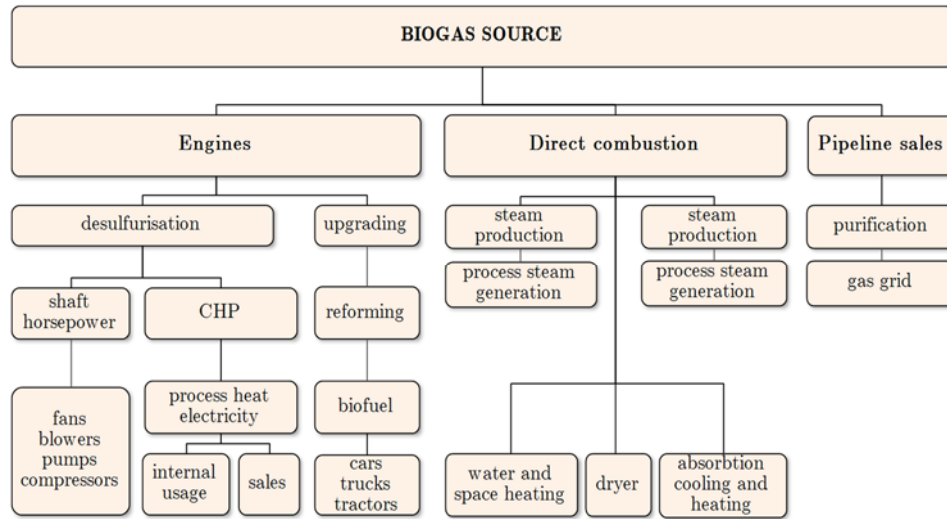 BIOGAS SOURCE
Engines
Direct combustion
Pipeline sales
desulfurisation
upgrading
steam
production
steam
production
purification
process steam
generation
process steam
generation
gas grid
shaft
horsepower
CHP
reforming
fans
blowers
pumps
compressors
process heat
electricity
biofuel
internal
usage
sales
cars
trucks
tractors
water and
space heating
dryer
absorbtion
cooling and
heating